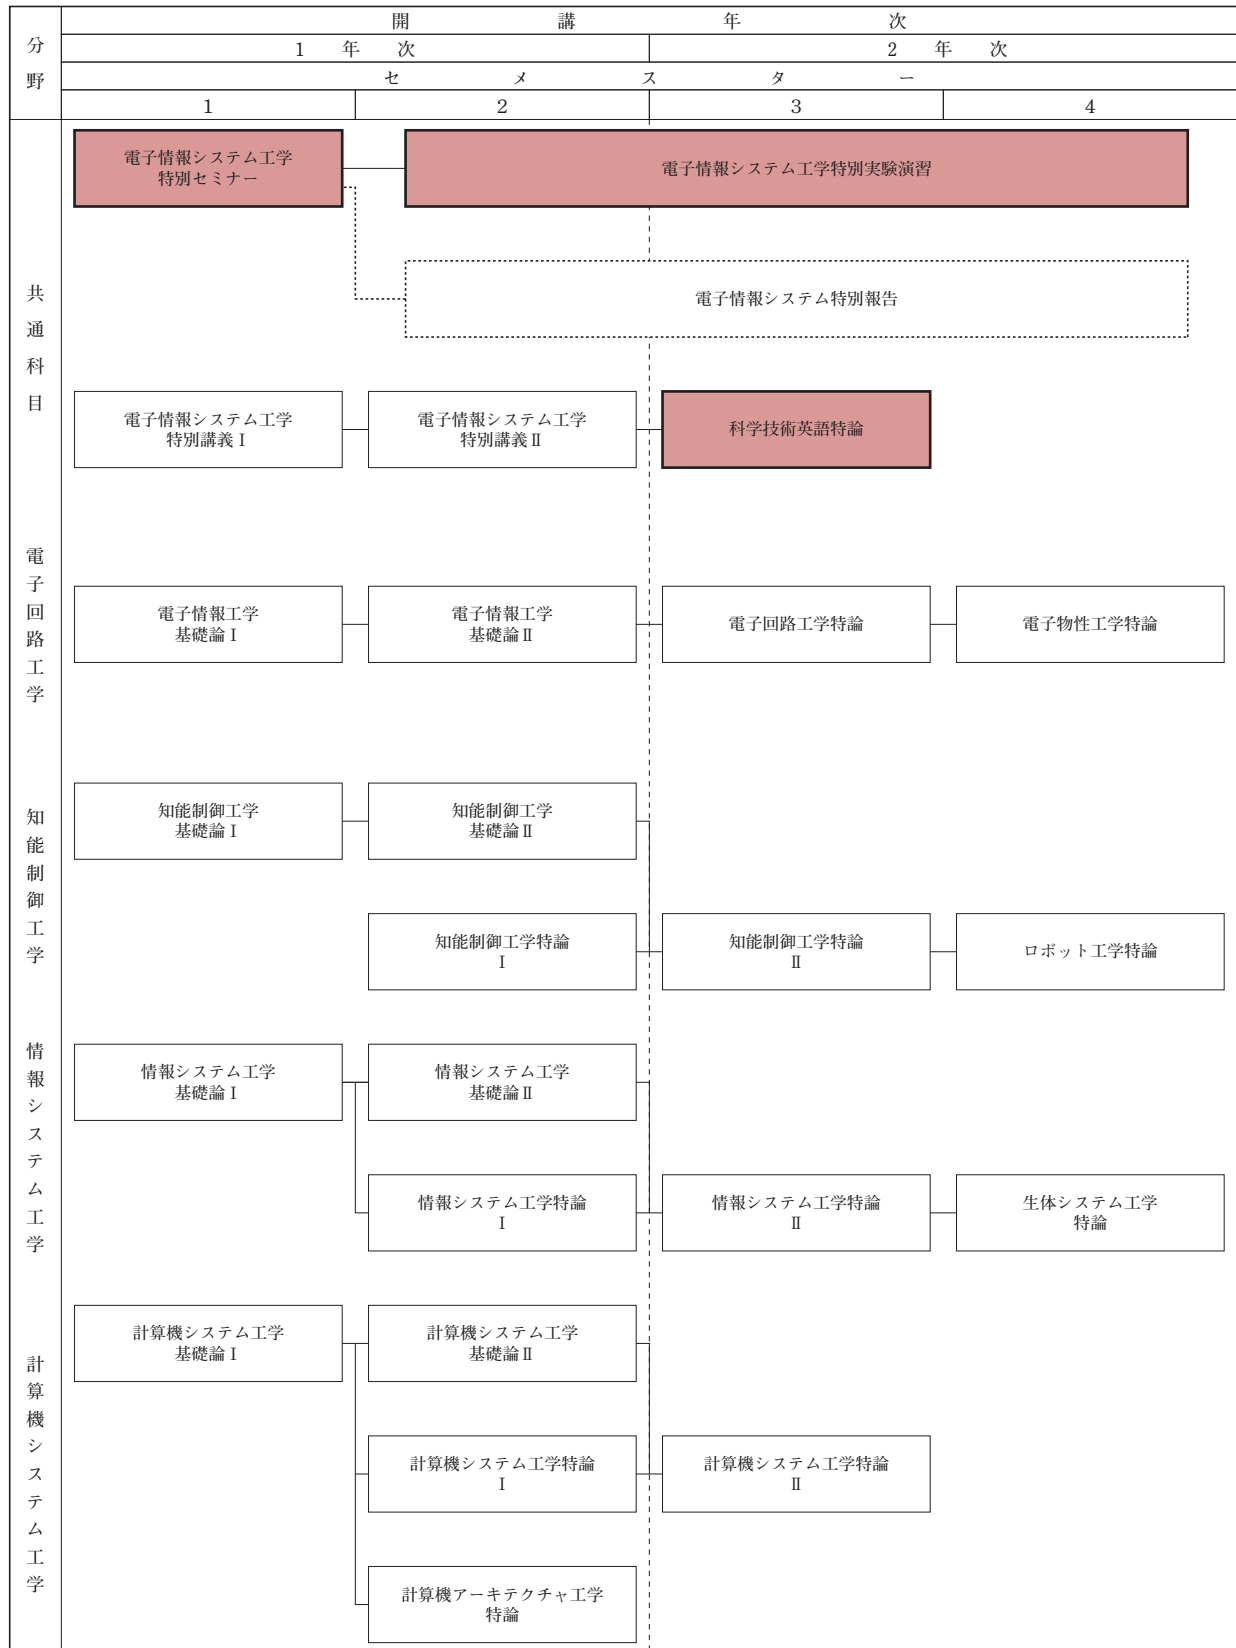 分野
開講年次
1年次
2年次
セメスター
1
2
3
4
共通科目
電子情報システム工学
特別セミナー
電子情報システム工学特別実験演習
電子情報システム特別報告
電子情報システム工学
特別講義Ⅰ
電子情報システム工学
特別講義Ⅱ
科学技術英語特論
電子回路工学
電子情報工学
基礎論Ⅰ
電子情報工学
基礎論Ⅱ
電子回路工学特論
電子物性工学特論
知能制御工学
知能制御工学
基礎論Ⅰ
知能制御工学
基礎論Ⅱ
知能制御工学特論
Ⅰ
知能制御工学特論
Ⅱ
ロボット工学特論
情報システム工学
情報システム工学
基礎論Ⅰ
情報システム工学
基礎論Ⅱ
情報システム工学特論
Ⅰ
情報システム工学特論
Ⅱ
生体システム工学
特論
計算機システム工学
計算機システム工学
基礎論Ⅰ
計算機システム工学
基礎論Ⅱ
計算機システム工学特論
Ⅰ
計算機システム工学特論
Ⅱ
計算機アーキテクチャ工学
特論